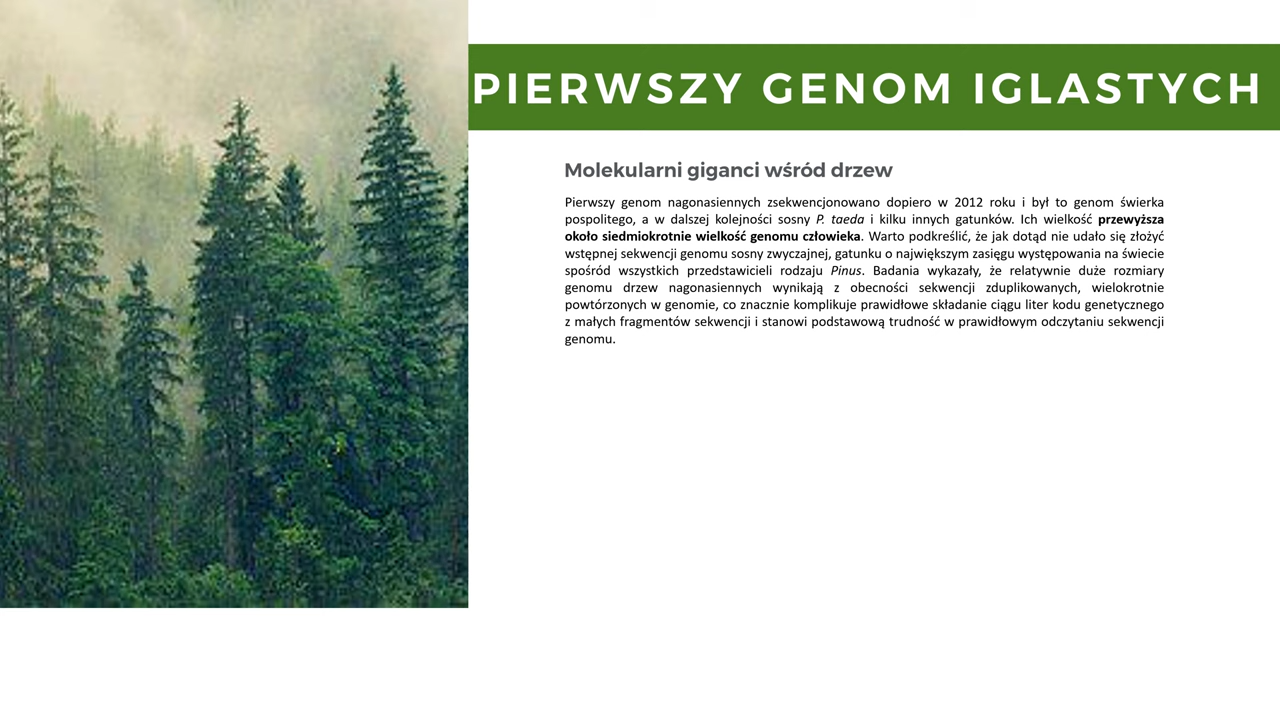 PIERWSZY GENOM IGLASTYCH
Molekularni giganci wśród drzew
Pierwszy genom nagonasiennych zsekwencjonowano dopiero w 2012 roku i był to genom świerka
pospolitego, a w dalszej kolejności sosny P. taeda i kilku innych gatunków. Ich wielkość przewyższa
około siedmiokrotnie wielkość genomu człowieka. Warto podkreślić, że jak dotąd nie udało się złożyć
wstępnej sekwencji genomu sosny zwyczajnej, gatunku o największym zasięgu występowania na świecie
spośród wszystkich przedstawicieli rodzaju Pinus. Badania wykazały, że relatywnie duże rozmiary
genomu drzew nagonasiennych wynikają z obecności sekwencji zduplikowanych, wielokrotnie
powtórzonych w genomie, co znacznie komplikuje prawidłowe składanie ciągu liter kodu genetycznego
z małych fragmentów sekwencji i stanowi podstawową trudność w prawidłowym odczytaniu sekwencji
genomu.